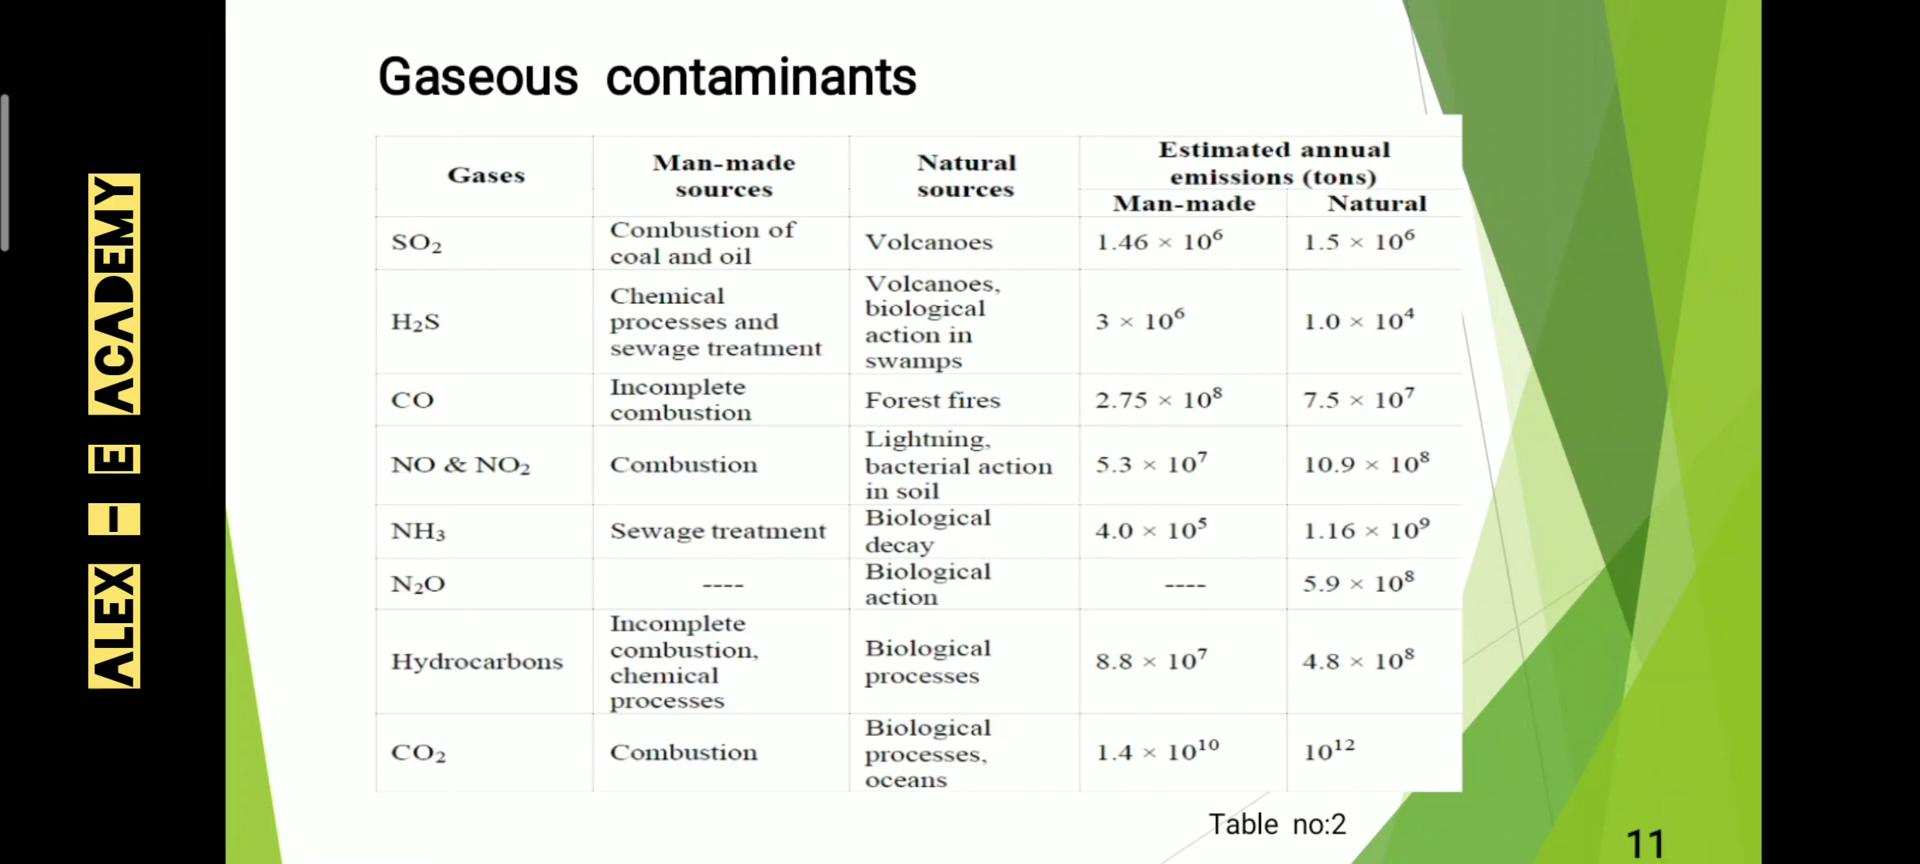 ALEX – E ACADEMY
Gaseous contaminants
Gases
Man-made
sources
Natural
sources
Estimated annual
emissions (tons)
Man-made
Natural
SO₂
Combustion of
coal and oil
Volcanoes
1.46 × 10⁶
1.5 × 10⁶
H₂S
Chemical
processes and
sewage treatment
Volcanoes,
biological
action in
swamps
3 × 10⁶
1.0 × 10⁴
CO
Incomplete
combustion
Forest fires
2.75 × 10⁸
7.5 × 10⁷
NO & NO₂
Combustion
Lightning,
bacterial action
in soil
5.3 × 10⁷
10.9 × 10⁸
NH₃
Sewage treatment
Biological
decay
4.0 × 10⁵
1.16 × 10⁹
N₂O
----
Biological
action
----
5.9 × 10⁸
Hydrocarbons
Incomplete
combustion,
chemical
processes
Biological
processes
8.8 × 10⁷
4.8 × 10⁸
CO₂
Combustion
Biological
processes,
oceans
1.4 × 10¹⁰
10¹²
Table no:2
11